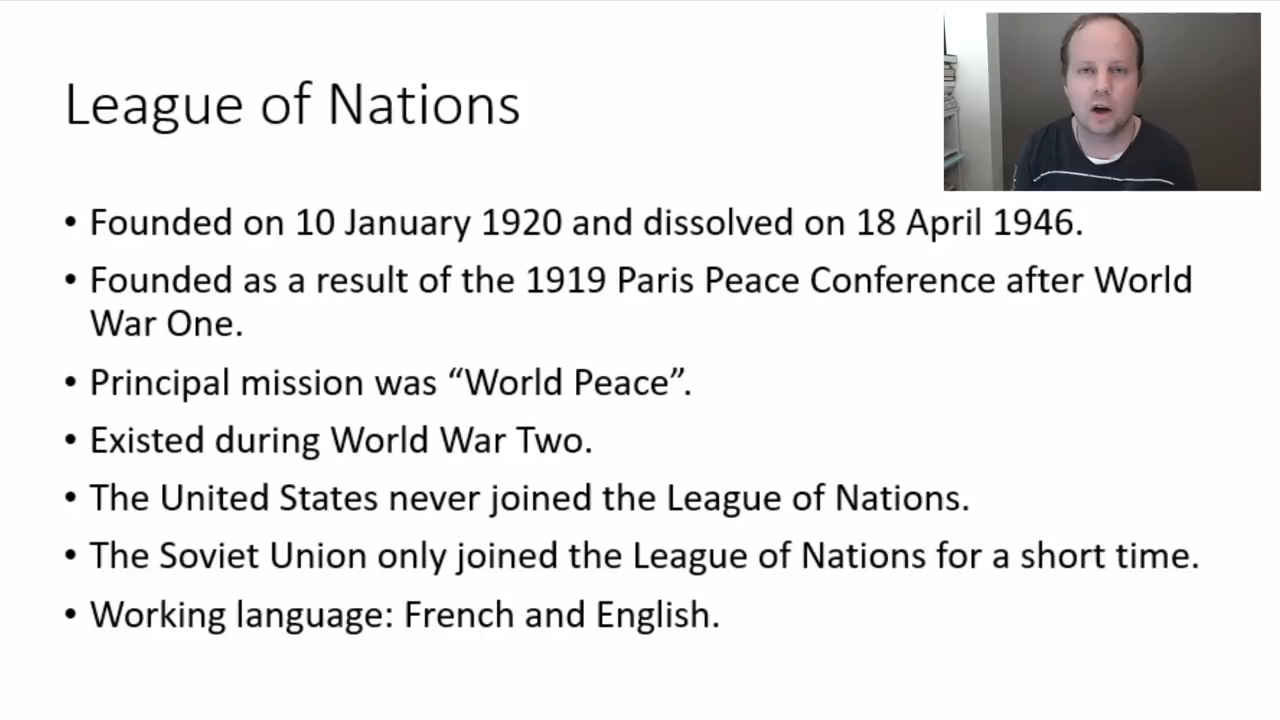 League of Nations
• Founded on 10 January 1920 and dissolved on 18 April 1946.
• Founded as a result of the 1919 Paris Peace Conference after World
War One.
• Principal mission was “World Peace”.
• Existed during World War Two.
• The United States never joined the League of Nations.
• The Soviet Union only joined the League of Nations for a short time.
• Working language: French and English.